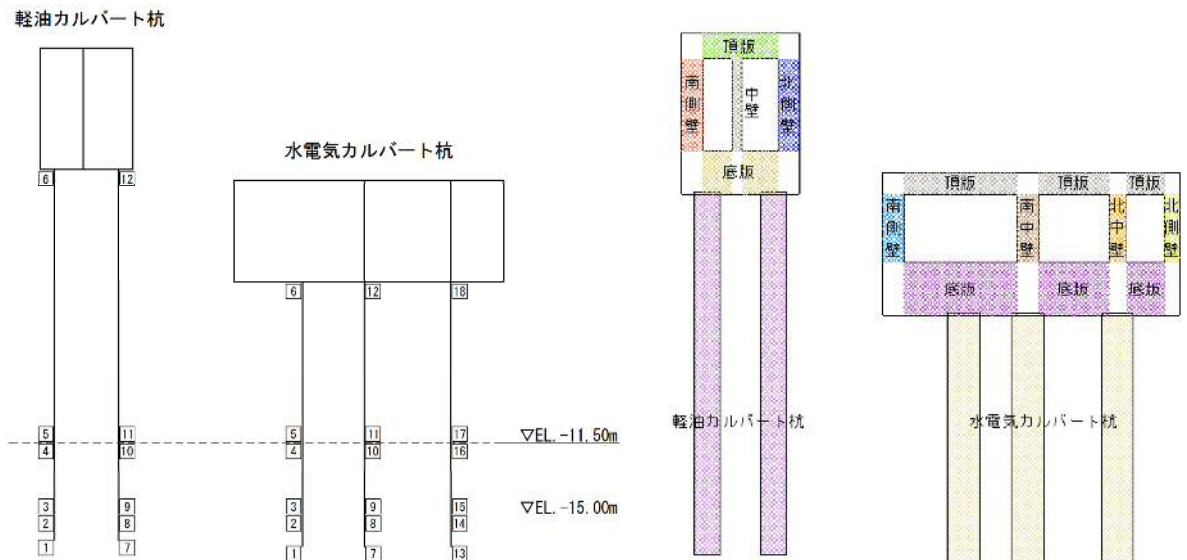 軽油カルバート杭
6
12
5
11
4
10
3
9
2
8
1
7
水電気カルバート杭
6
12
18
5
11
17
4
10
16
3
9
15
2
8
14
1
7
13
▽EL.-11.50m
▽EL.-15.00m
頂版
南側壁
中壁
北側壁
底版
軽油カルバート杭
頂版
頂版
頂版
南側壁
南中壁
北中壁
北側壁
底版
底版
底版
水電気カルバート杭